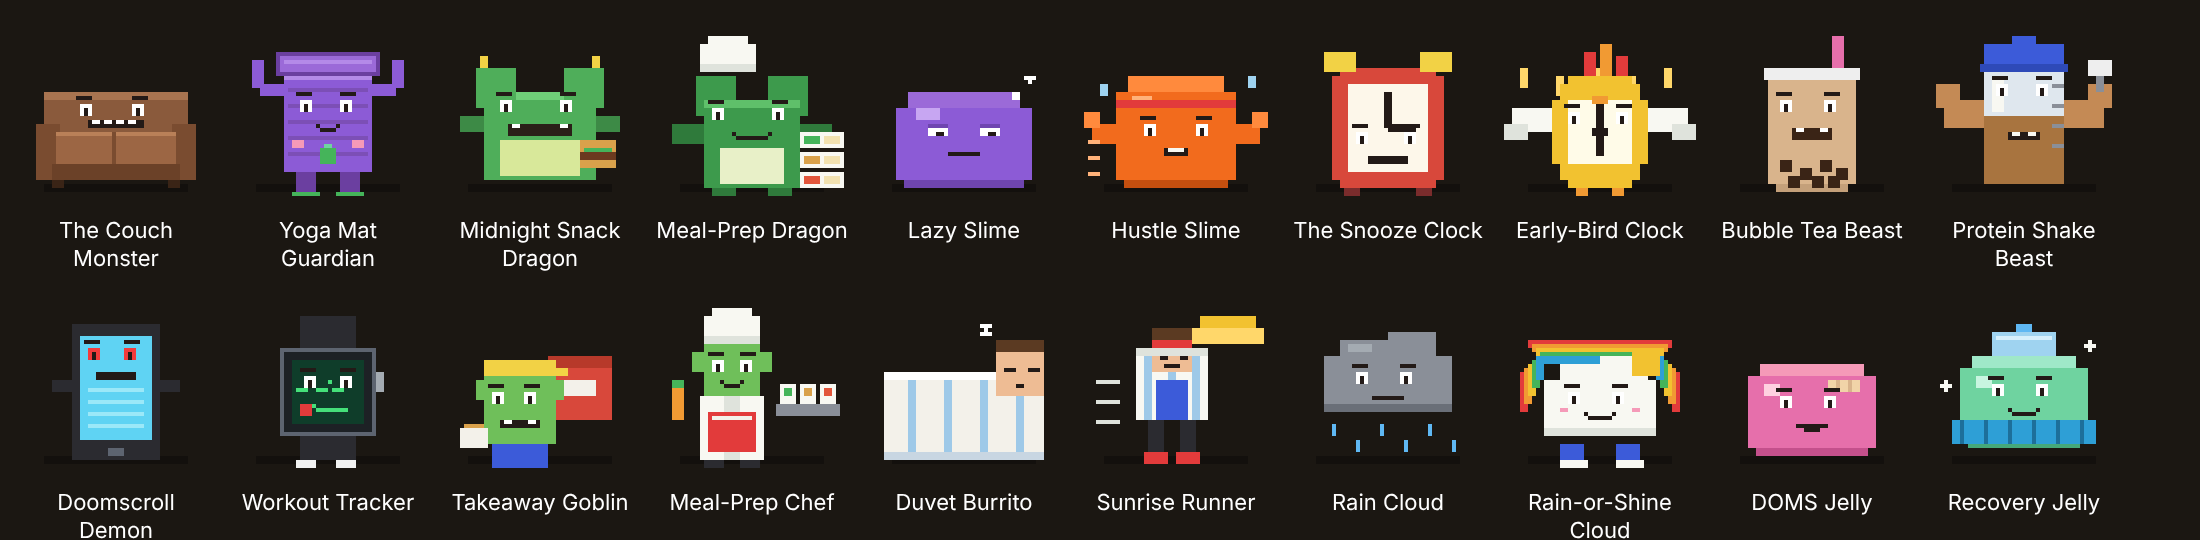 The Couch
Monster
Yoga Mat
Guardian
Midnight Snack
Dragon
Meal-Prep Dragon
Lazy Slime
Hustle Slime
The Snooze Clock
Early-Bird Clock
Bubble Tea Beast
Protein Shake
Beast
Doomscroll
Demon
Workout Tracker
Takeaway Goblin
Meal-Prep Chef
Duvet Burrito
Sunrise Runner
Rain Cloud
Rain-or-Shine
Cloud
DOMS Jelly
Recovery Jelly